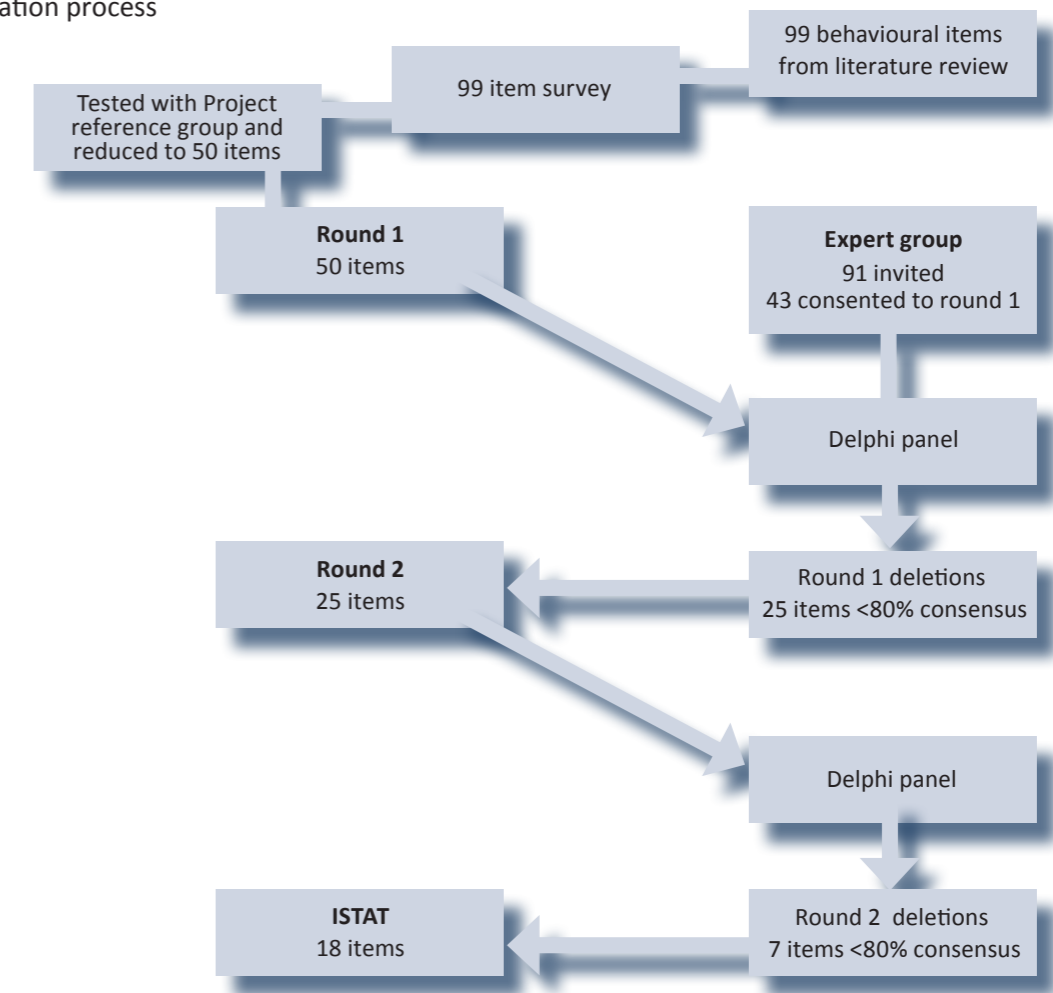 ation process
99 behavioural items
from literature review
99 item survey
Tested with Project
reference group and
reduced to 50 items
Round 1
50 items
Expert group
91 invited
43 consented to round 1
Delphi panel
Round 1 deletions
25 items <80% consensus
Round 2
25 items
Delphi panel
Round 2 deletions
7 items <80% consensus
ISTAT
18 items